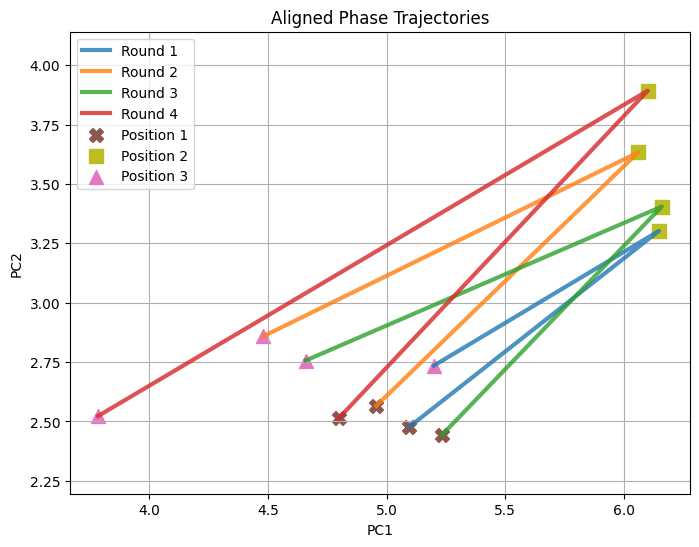 Aligned Phase Trajectories
Round 1
Round 2
Round 3
Round 4
Position 1
Position 2
Position 3
PC2
4.00
3.75
3.50
3.25
3.00
2.75
2.50
2.25
4.0 4.5 5.0 5.5 6.0
PC1